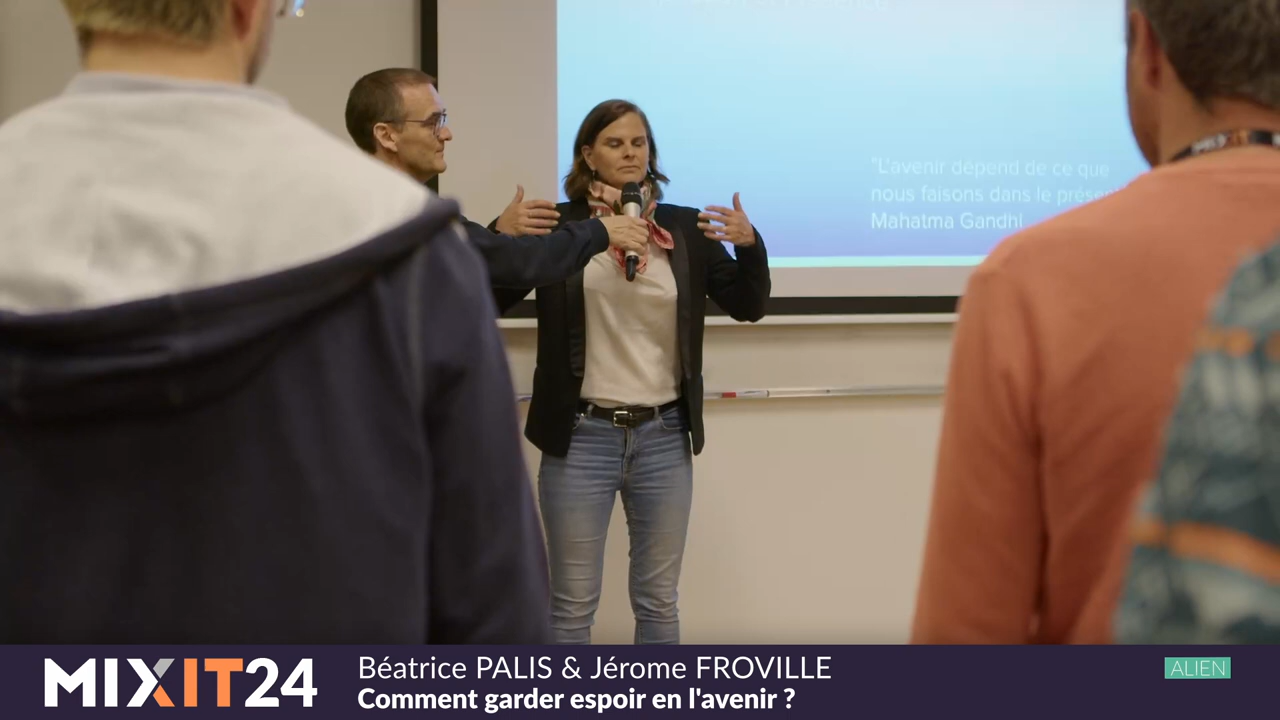 "L'avenir dépend de ce que
nous faisons dans le présent"
Mahatma Gandhi
MIXIT24
Béatrice PALIS & Jérome FROVILLE
Comment garder espoir en l'avenir ?
ALIEN